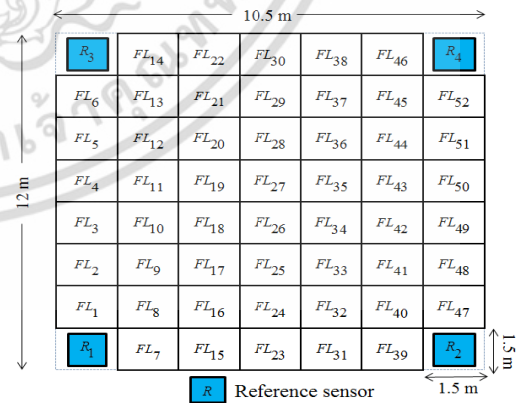 10.5 m
R3 FL14 FL22 FL30 FL38 FL46 R4
FL6 FL13 FL21 FL29 FL37 FL45 FL52
FL5 FL12 FL20 FL28 FL36 FL44 FL51
FL4 FL11 FL19 FL27 FL35 FL43 FL50
12 m
FL3 FL10 FL18 FL26 FL34 FL42 FL49
FL2 FL9 FL17 FL25 FL33 FL41 FL48
FL1 FL8 FL16 FL24 FL32 FL40 FL47
R1 FL7 FL15 FL23 FL31 FL39 R2
1.5 m
R Reference sensor
1.5 m